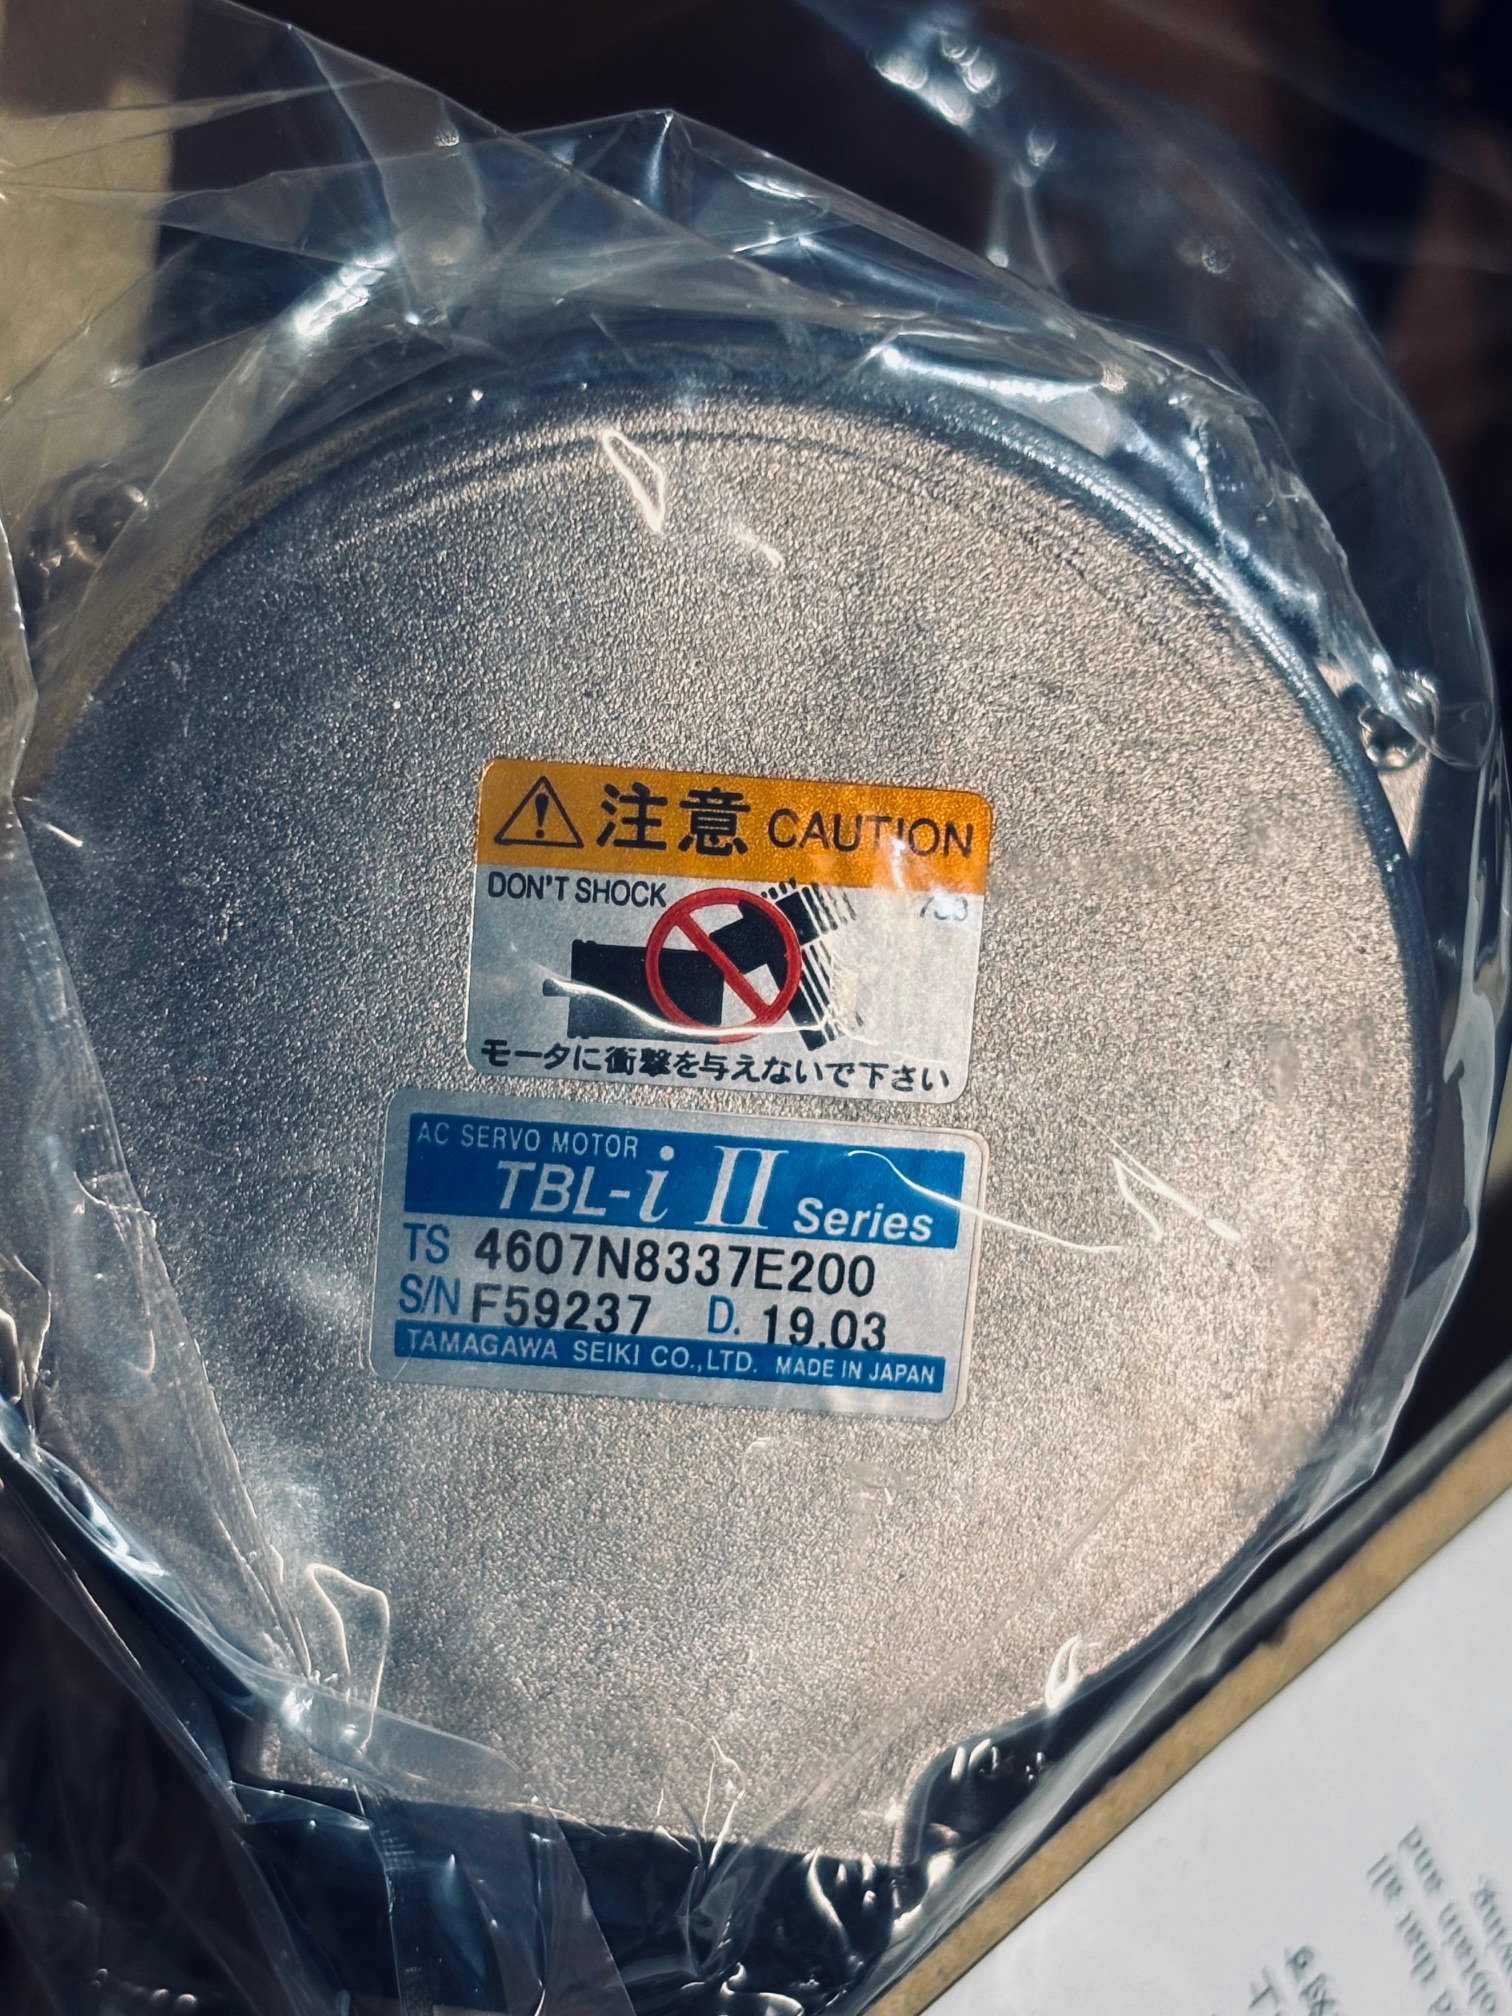 注意 CAUTION
DON'T SHOCK
モータに衝撃を与えないで下さい
AC SERVO MOTOR
TBL-i II Series
TS 4607N8337E200
S/N F59237 D. 19.03
TAMAGAWA SEIKI CO.,LTD. MADE IN JAPAN